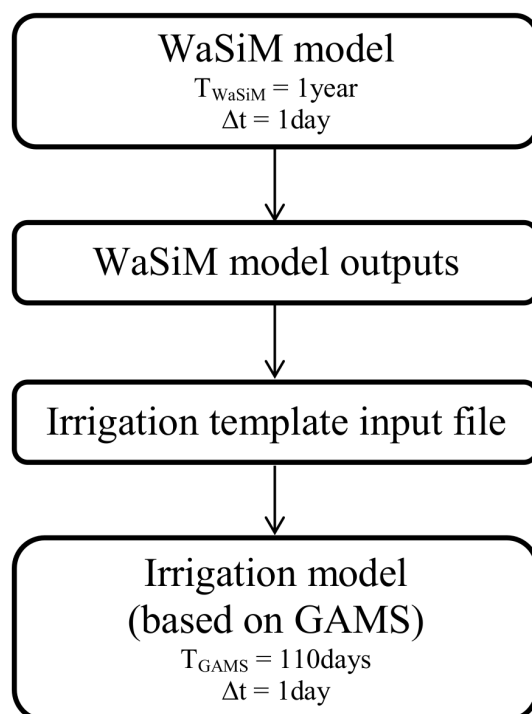 WaSiM model
TWaSiM = 1year
Δt = 1day
WaSiM model outputs
Irrigation template input file
Irrigation model
(based on GAMS)
TGAMS = 110days
Δt = 1day